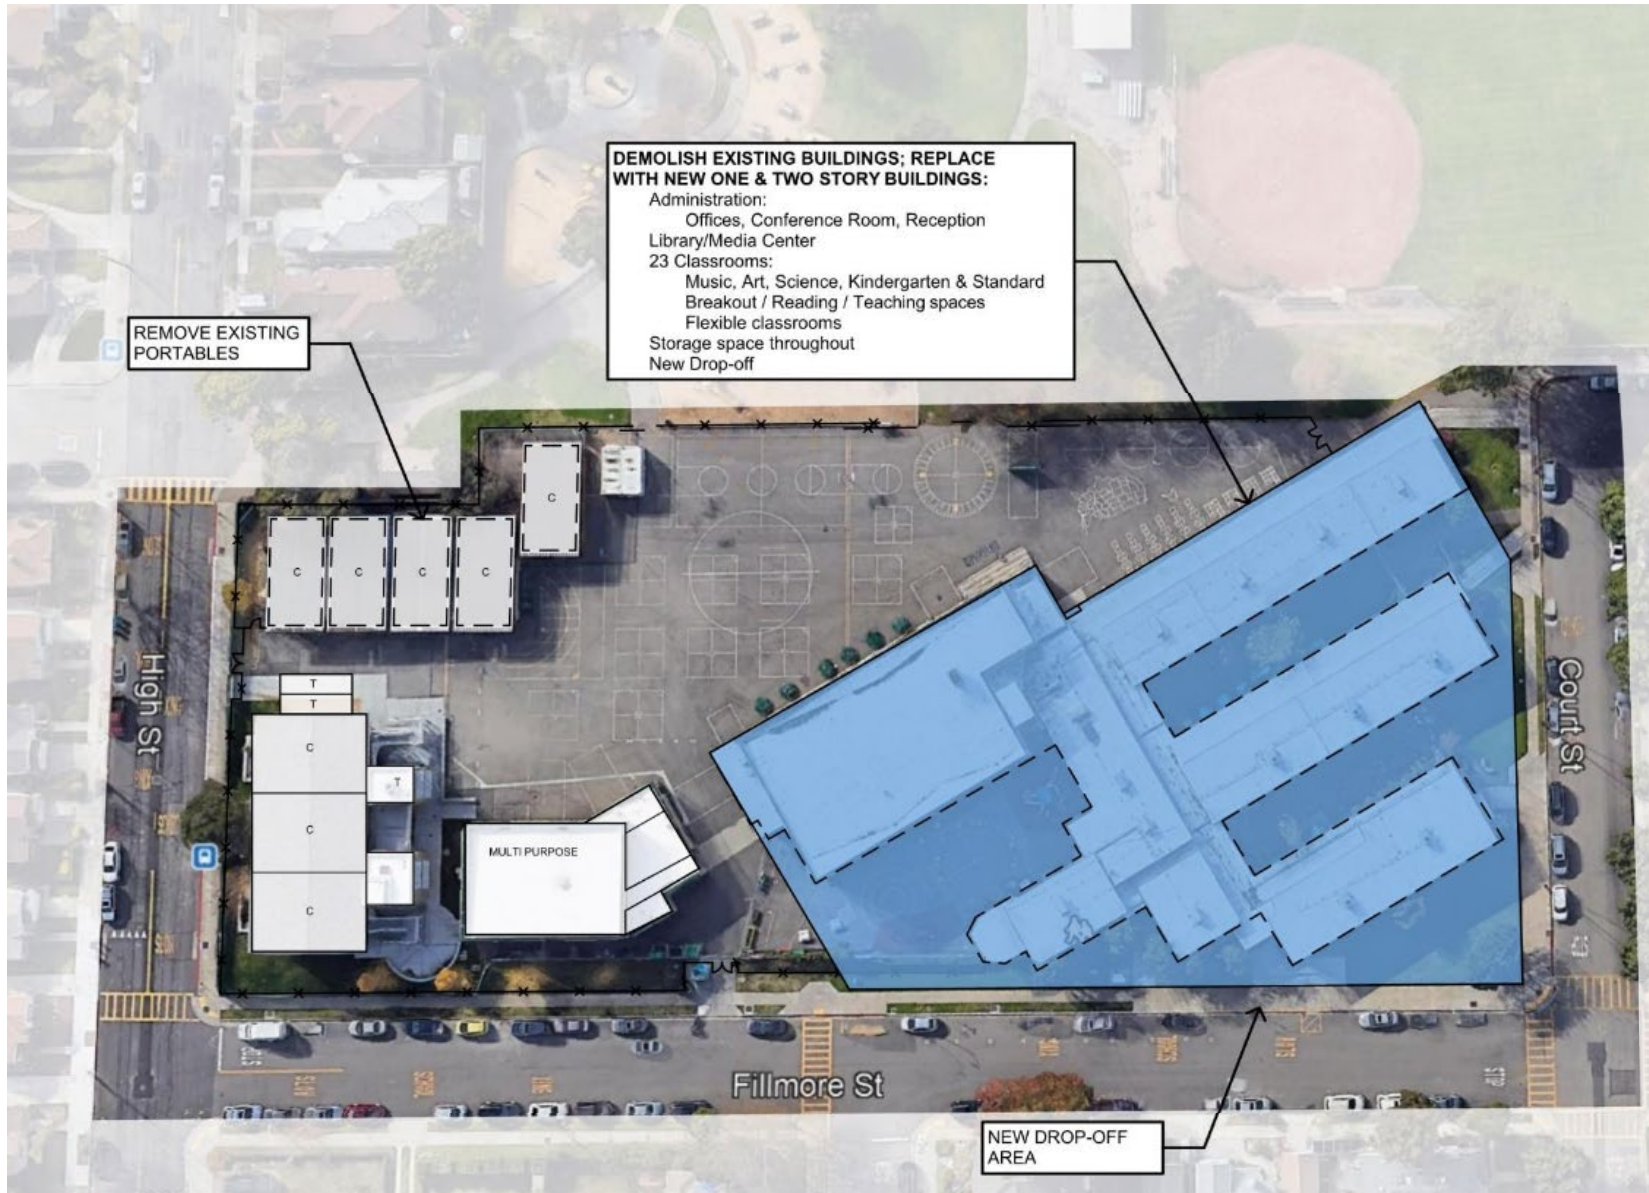 DEMOLISH EXISTING BUILDINGS; REPLACE
WITH NEW ONE & TWO STORY BUILDINGS:
Administration:
Offices, Conference Room, Reception
Library/Media Center
23 Classrooms:
Music, Art, Science, Kindergarten & Standard
Breakout / Reading / Teaching spaces
Flexible classrooms
Storage space throughout
New Drop-off
REMOVE EXISTING
PORTABLES
C
C
C
C
C
T
T
C
T
C
C
MULTI PURPOSE
High St
Court St
Fillmore St
NEW DROP-OFF
AREA